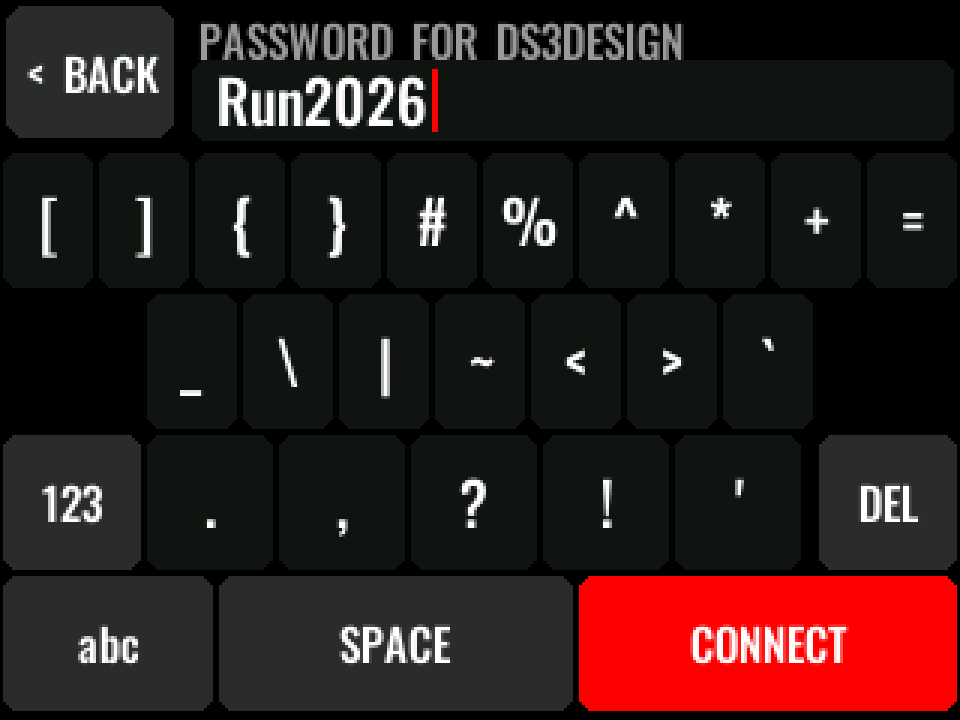 < BACK
PASSWORD FOR DS3DESIGN
Run2026
[ ] { } # % ^ * + =
_ \ | ~ < > `
123 . , ? ! ' DEL
abc SPACE CONNECT